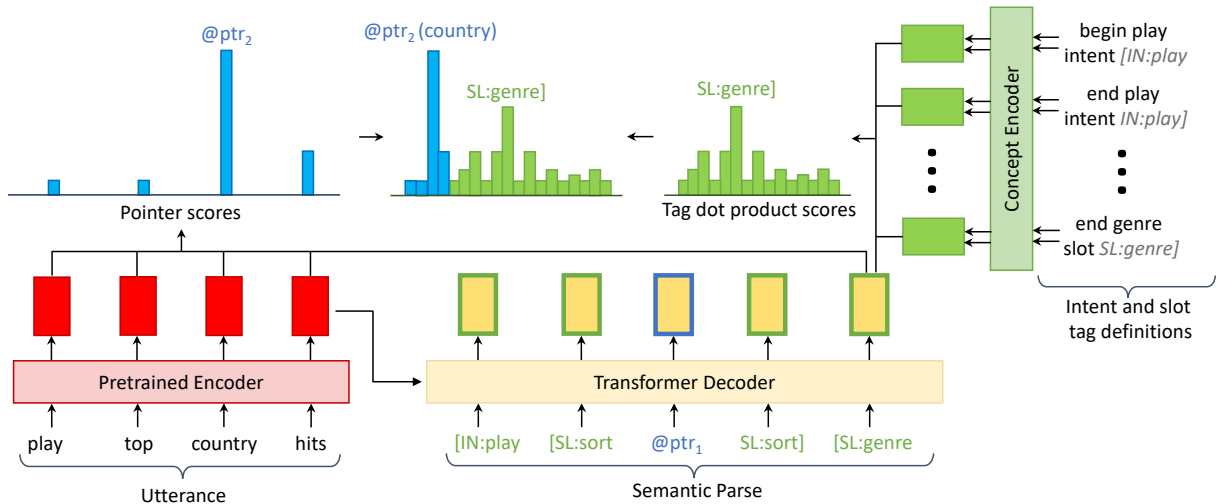 @ptr2
@ptr2 (country)
SL:genre]
SL:genre]
begin play
intent [IN:play
end play
intent IN:play]
end genre
slot SL:genre]
Concept Encoder
Intent and slot
tag definitions
Pointer scores
Tag dot product scores
Pretrained Encoder
Transformer Decoder
play
top
country
hits
[IN:play
[SL:sort
@ptr1
SL:sort]
[SL:genre
Utterance
Semantic Parse